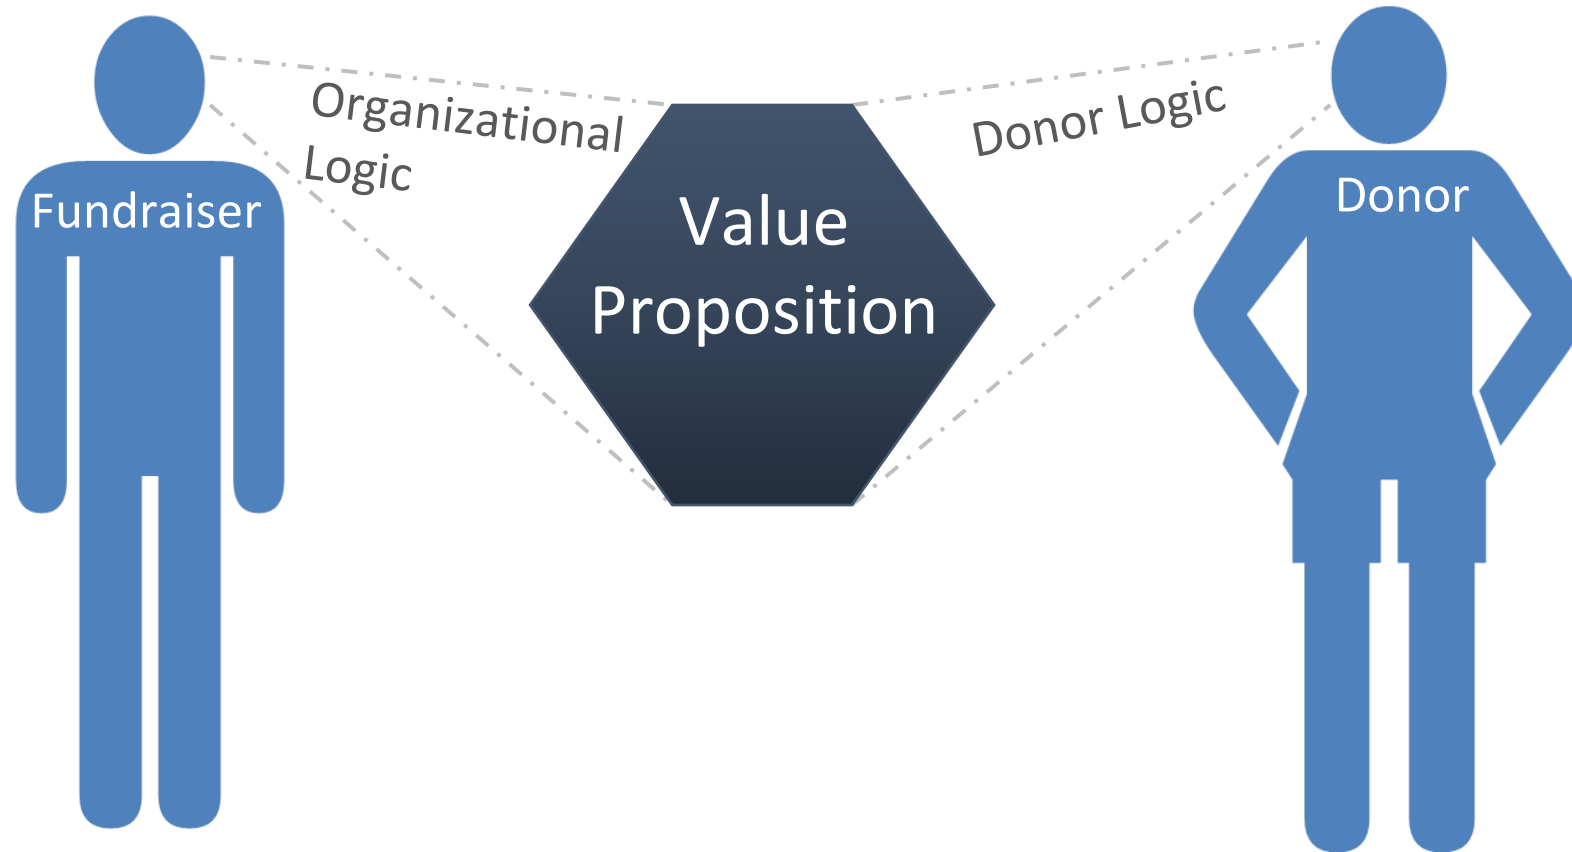 Organizational
Logic
Fundraiser
Value
Proposition
Donor Logic
Donor